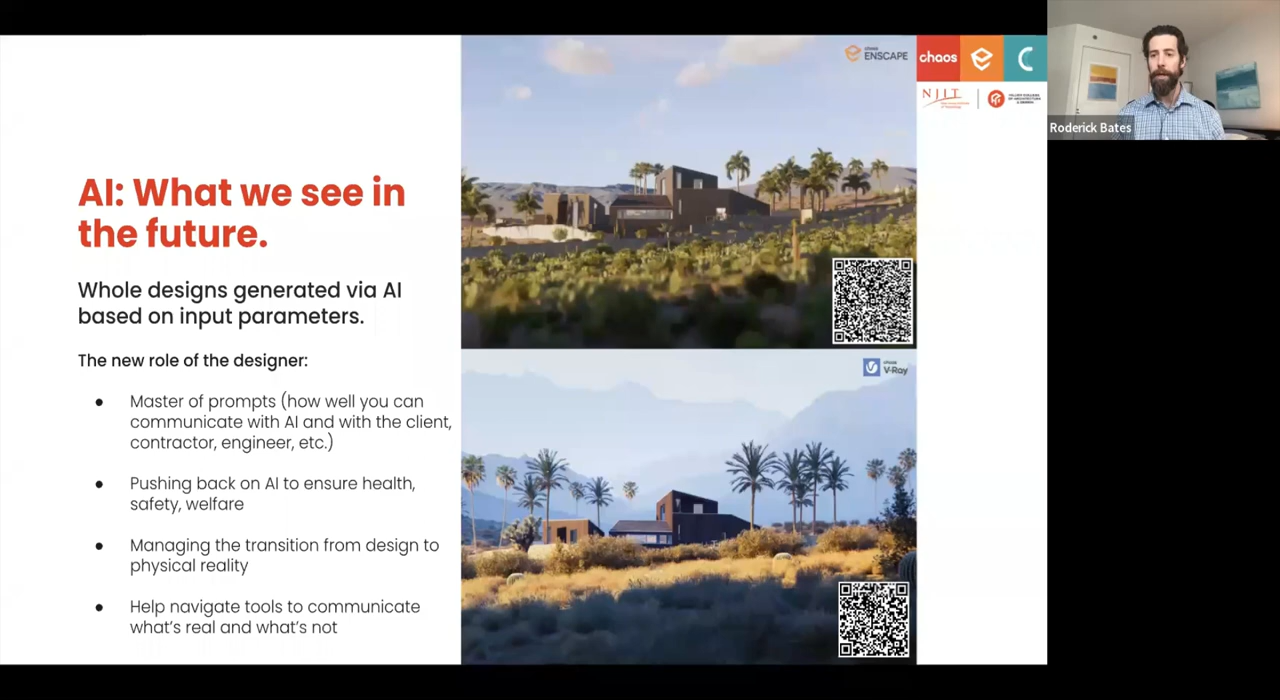 AI: What we see in
the future.
Whole designs generated via AI
based on input parameters.
The new role of the designer:
● Master of prompts (how well you can
communicate with AI and with the client,
contractor, engineer, etc.)
● Pushing back on AI to ensure health,
safety, welfare
● Managing the transition from design to
physical reality
● Help navigate tools to communicate
what's real and what's not
chaos
ENSCAPE
chaos
V-Ray
chaos
NJIT
Roderick Bates